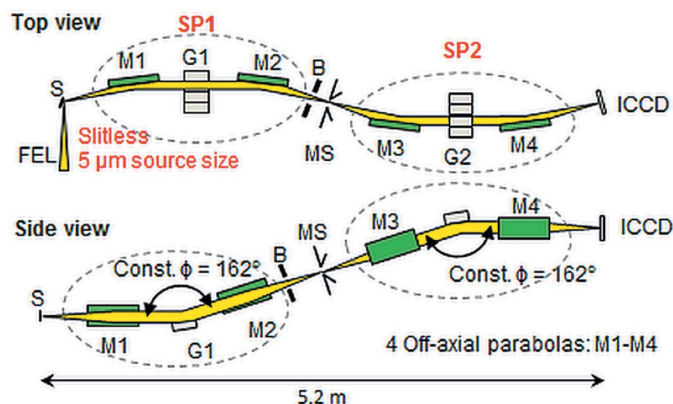 Top view
SP1
M1
G1
M2
B
SP2
S
MS
M3
G2
M4
ICCD
FEL
Slitless
5 µm source size
Side view
MS
M3
M4
ICCD
B
Const. ϕ = 162°
Const. ϕ = 162°
S
M1
G1
M2
4 Off-axial parabolas: M1-M4
5.2 m